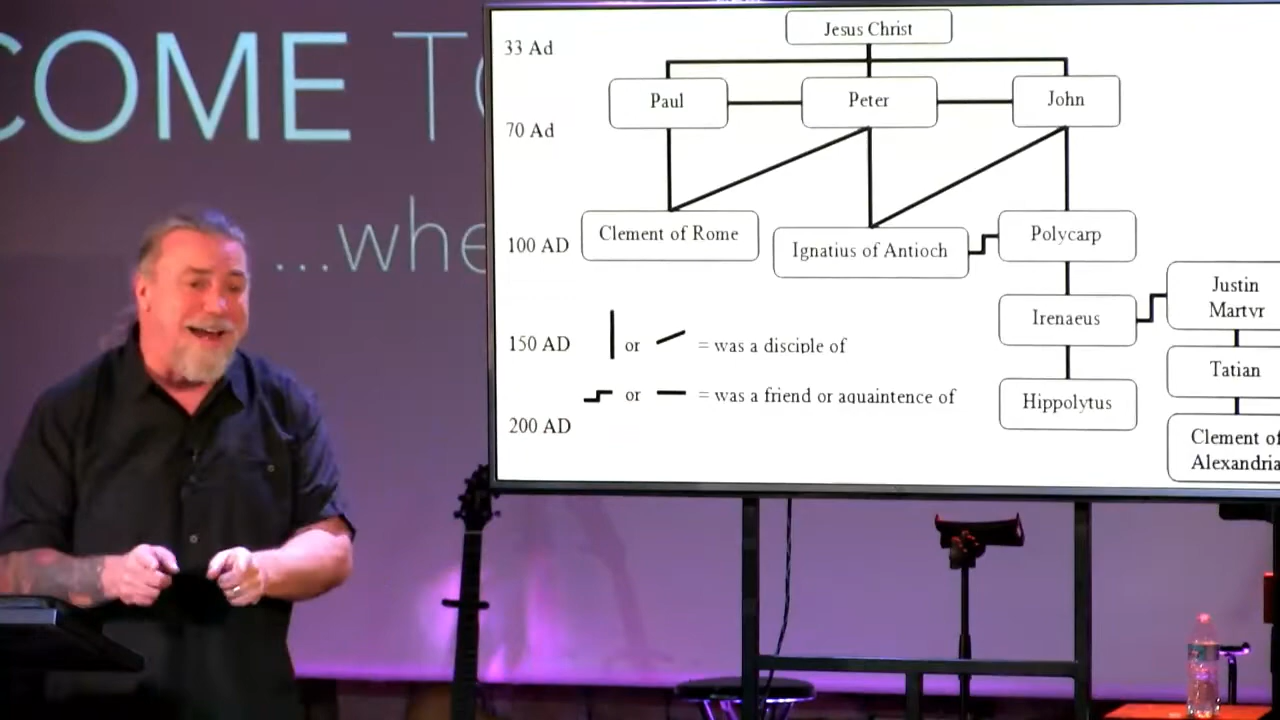 COME TO
...whe
Jesus Christ
33 Ad
Paul
Peter
John
70 Ad
Clement of Rome
Ignatius of Antioch
Polycarp
100 AD
Justin
Martyr
Irenaeus
150 AD
or
= was a disciple of
Tatian
or
= was a friend or aquaintence of
Hippolytus
200 AD
Clement of
Alexandria